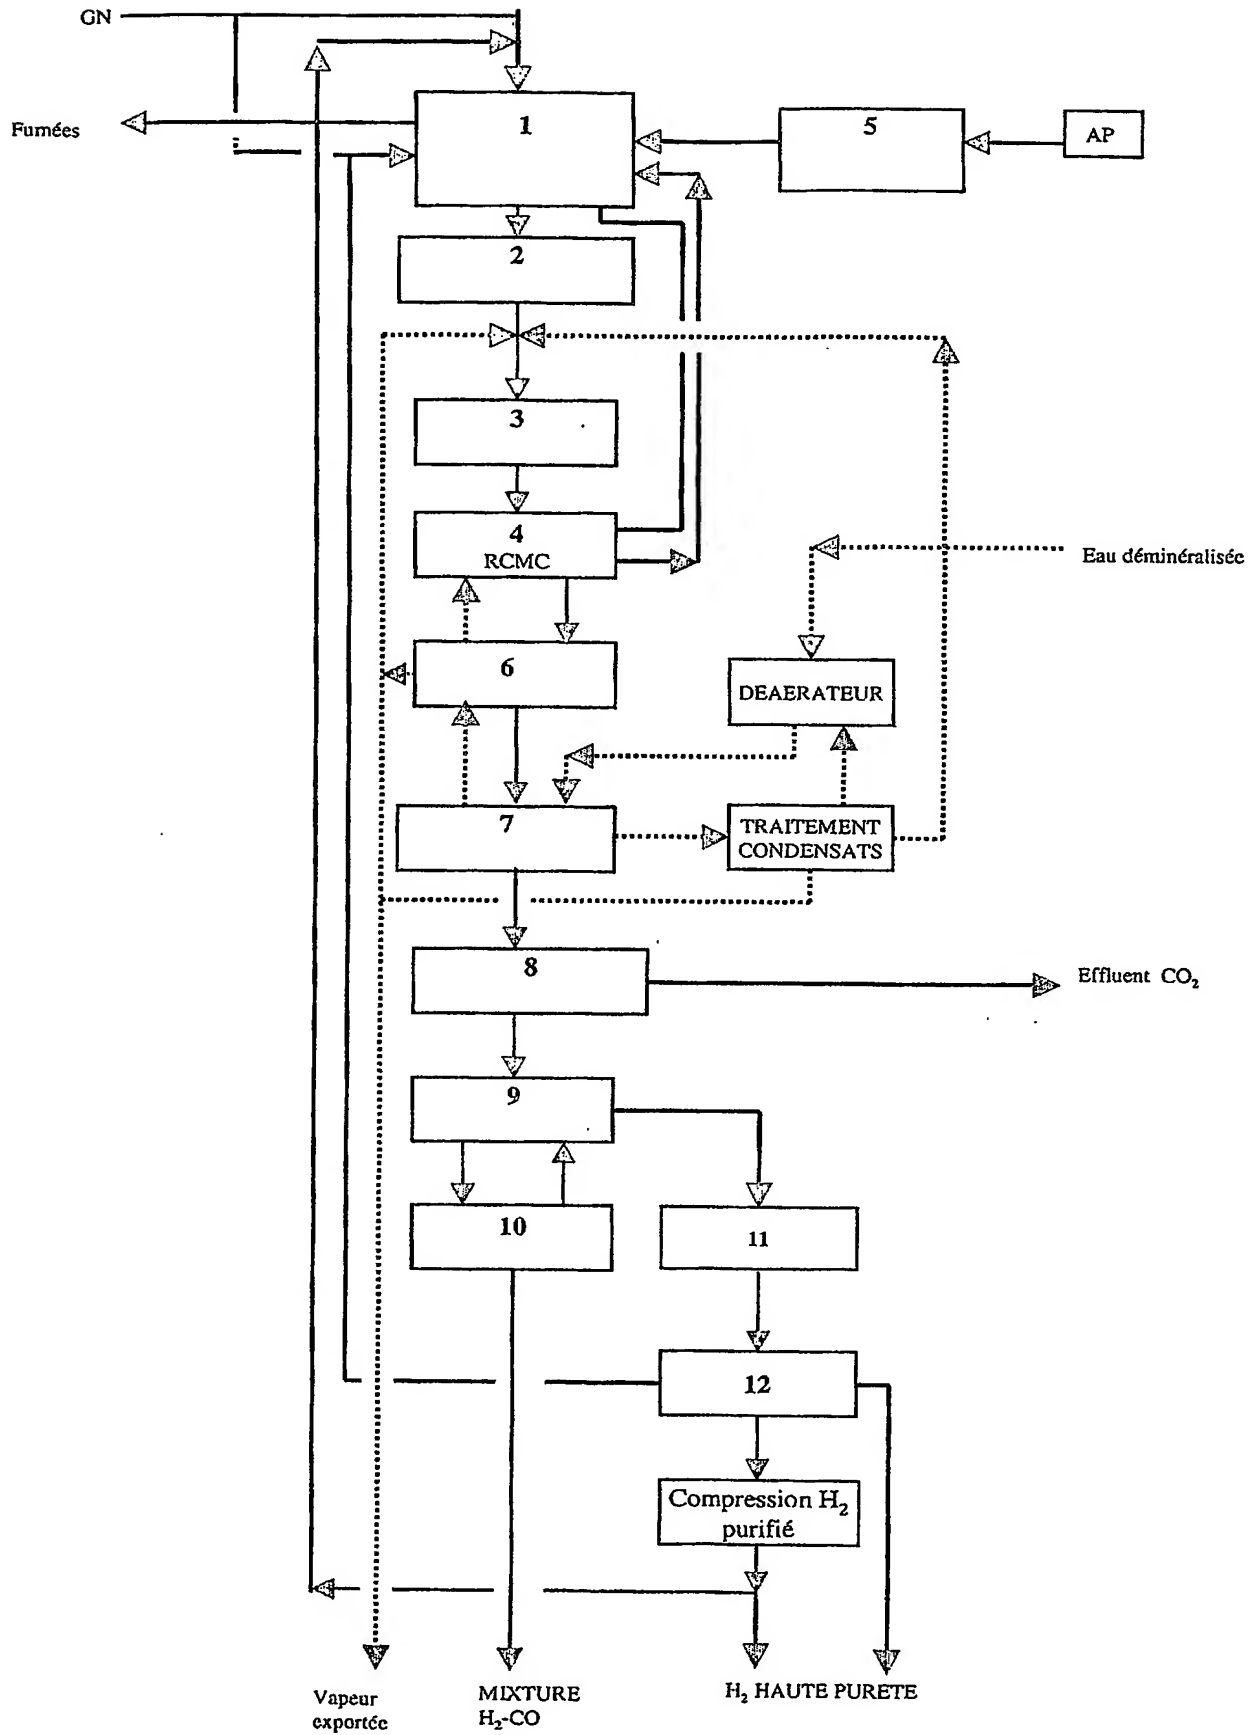 GN
Fumées
1
5
AP
2
3
4
RCMC
Eau déminéralisée
6
DEAERATEUR
7
TRAITEMENT
CONDENSATS
8
Effluent CO₂
9
10
11
12
Compression H₂
purifié
Vapeur
exportée
MIXTURE
H₂-CO
H₂ HAUTE PURETE